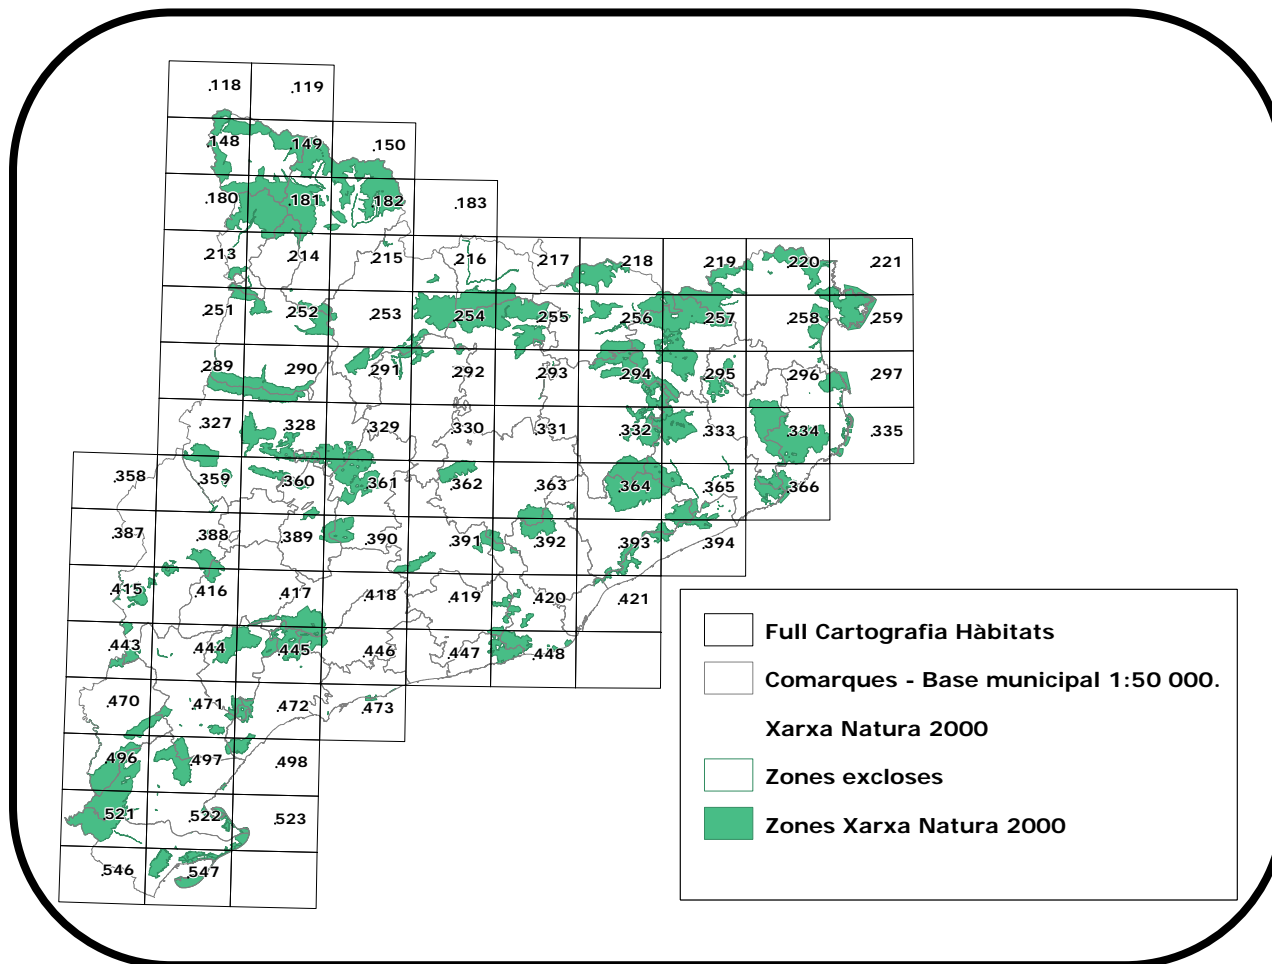 .118 .119
.148 .149 .150
.180 .181 .182 .183
.213 .214 .215 .216 .217 .218 .219 .220 .221
.251 .252 .253 .254 .255 .256 .257 .258 .259
.289 .290 .291 .292 .293 .294 .295 .296 .297
.327 .328 .329 .330 .331 .332 .333 .334 .335
.358 .359 .360 .361 .362 .363 .364 .365 .366
.387 .388 .389 .390 .391 .392 .393 .394
.415 .416 .417 .418 .419 .420 .421
.443 .444 .445 .446 .447 .448
.470 .471 .472 .473
.496 .497 .498
.521 .522 .523
.546 .547
Full Cartografia Hàbitats
Comarques - Base municipal 1:50 000.
Xarxa Natura 2000
Zones excloses
Zones Xarxa Natura 2000